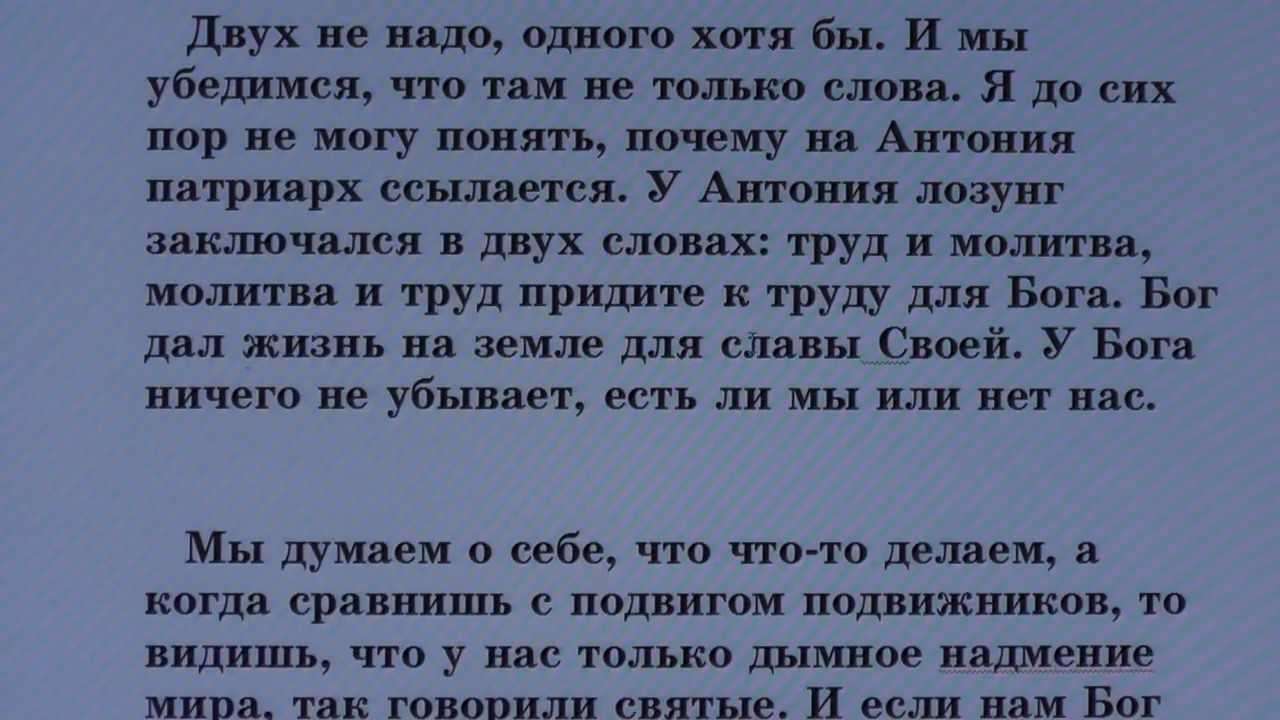 Двух не надо, одного хотя бы. И мы
убедимся, что там не только слова. Я до сих
пор не могу понять, почему на Антония
патриарх ссылается. У Антония лозунг
заключался в двух словах: труд и молитва,
молитва и труд придите к труду для Бога. Бог
дал жизнь на земле для славы Своей. У Бога
ничего не убывает, есть ли мы или нет нас.
Мы думаем о себе, что что-то делаем, а
когда сравнишь с подвигом подвижников, то
видишь, что у нас только дымное надмение
мира, так говорили святые. И если нам Бог